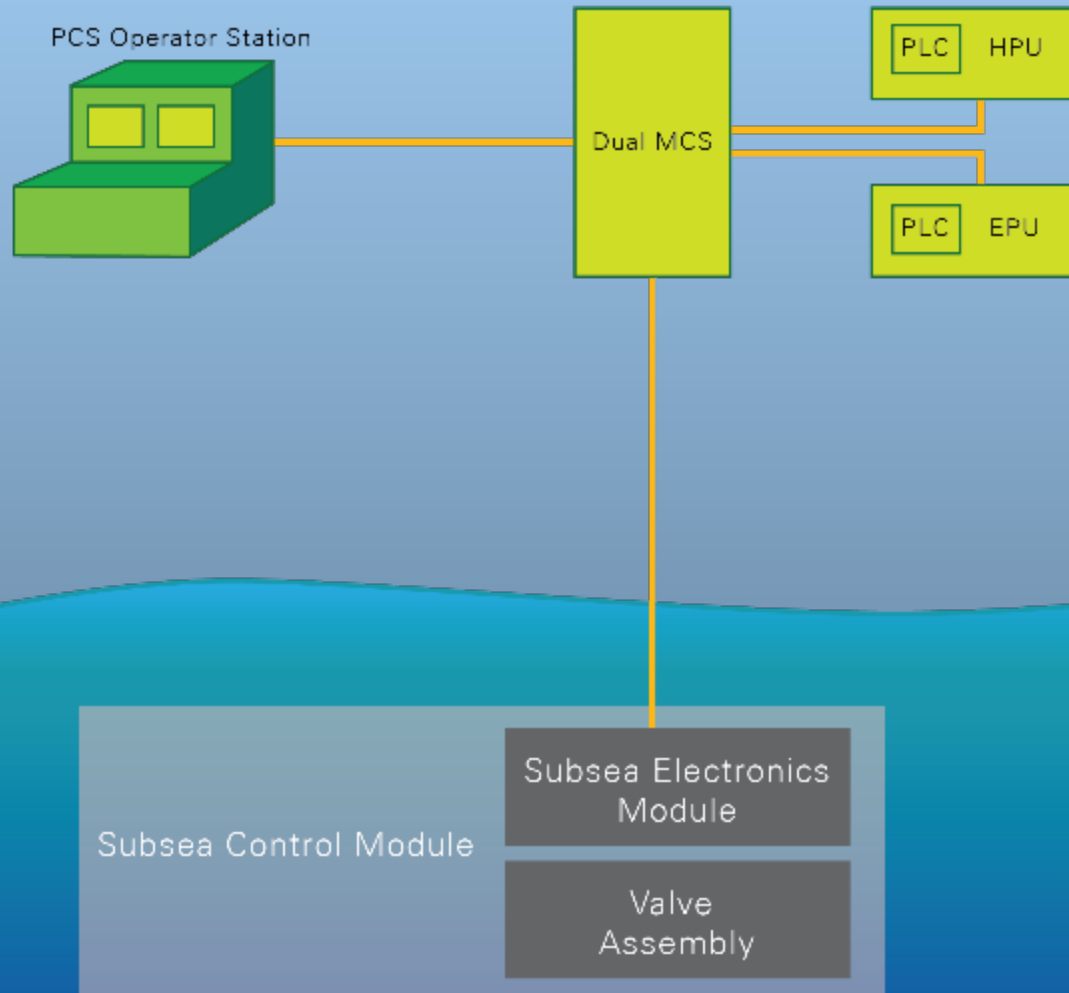 PCS Operator Station
Dual MCS
PLC HPU
PLC EPU
Subsea Control Module
Subsea Electronics
Module
Valve
Assembly